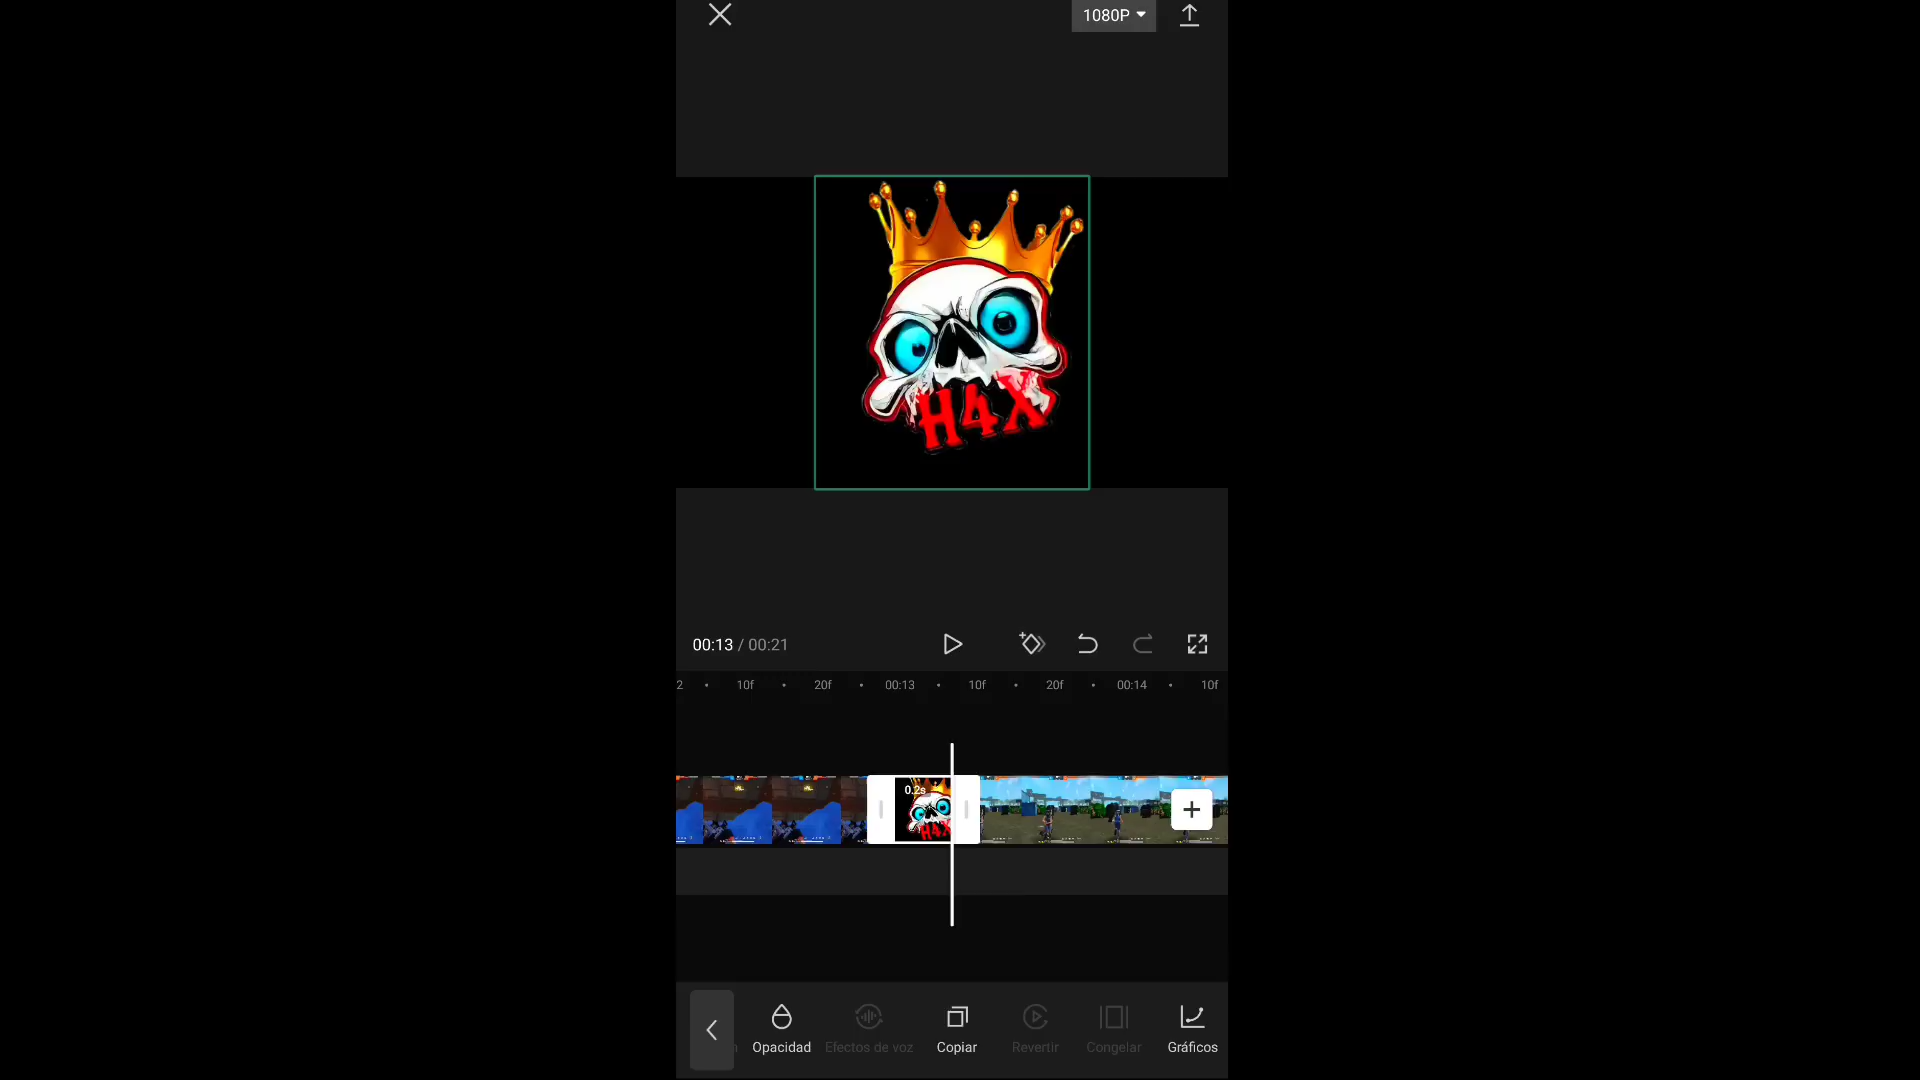 1080P
H4X
00:13 / 00:21
2 10f 20f 00:13 10f 20f 00:14 10f
0.2s
H4X
Opacidad Efectos de voz Copiar Revertir Congelar Gráficos